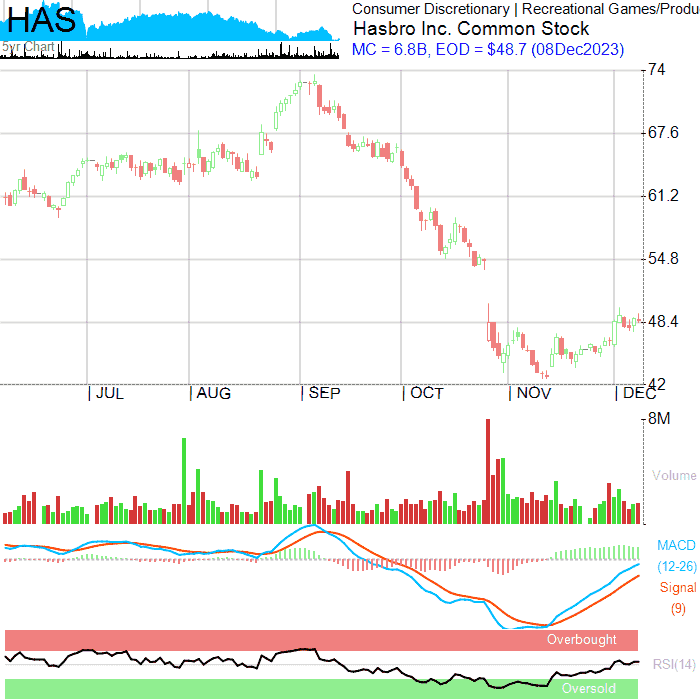 HAS
5yr Chart
Consumer Discretionary | Recreational Games/Produ
Hasbro Inc. Common Stock
MC = 6.8B, EOD = $48.7 (08Dec2023)
74
67.6
61.2
54.8
48.4
42
JUL AUG SEP OCT NOV DEC
8M
Volume
MACD
(12-26)
Signal
(9)
Overbought
RSI(14)
Oversold